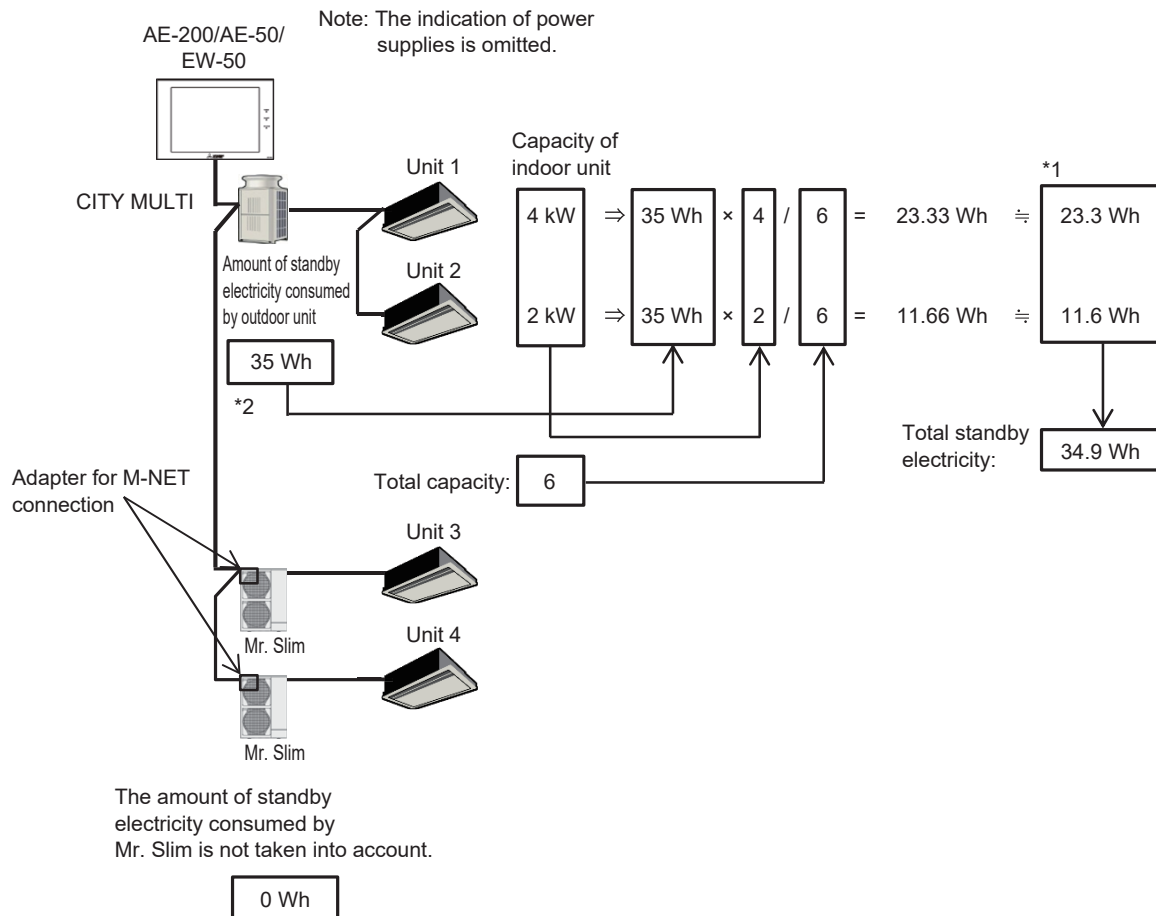 Note: The indication of power
supplies is omitted.
AE-200/AE-50/
EW-50
CITY MULTI
Unit 1
Unit 2
Amount of standby
electricity consumed
by outdoor unit
35 Wh
*2
Capacity of
indoor unit
*1
4 kW ⇒ 35 Wh × 4 / 6 = 23.33 Wh ≒ 23.3 Wh
2 kW ⇒ 35 Wh × 2 / 6 = 11.66 Wh ≒ 11.6 Wh
Total standby
electricity:
34.9 Wh
Total capacity: 6
Adapter for M-NET
connection
Unit 3
Mr. Slim
Unit 4
Mr. Slim
The amount of standby
electricity consumed by
Mr. Slim is not taken into account.
0 Wh